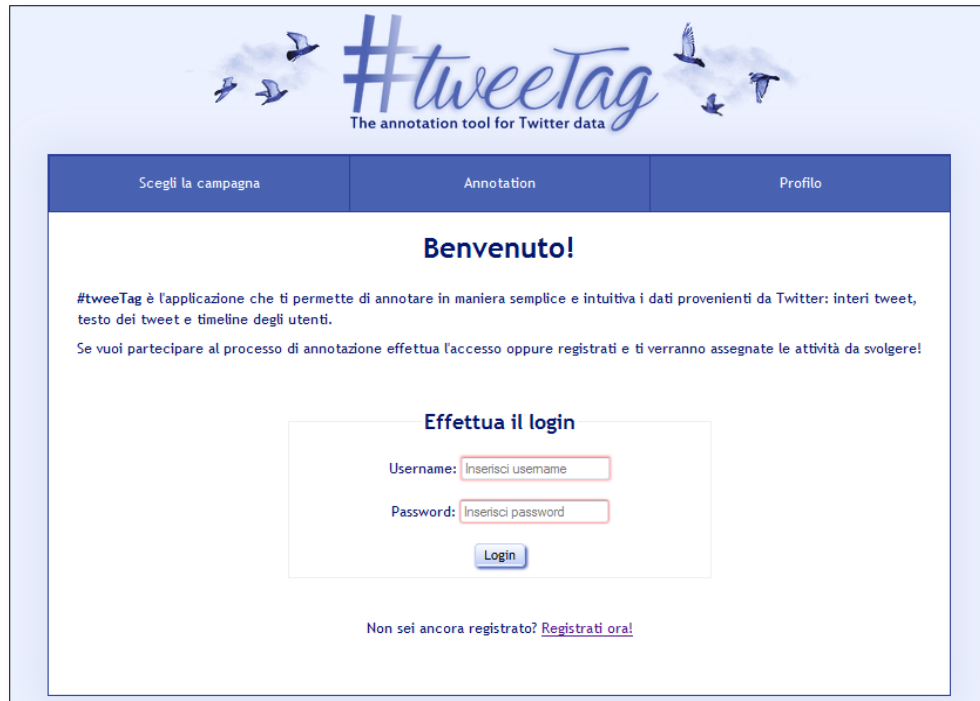 #tweeTag
The annotation tool for Twitter data
Scegli la campagna
Annotation
Profilo
Benvenuto!
#tweeTag è l'applicazione che ti permette di annotare in maniera semplice e intuitiva i dati provenienti da Twitter: interi tweet,
testo dei tweet e timeline degli utenti.
Se vuoi partecipare al processo di annotazione effettua l'accesso oppure registrati e ti verranno assegnate le attività da svolgere!
Effettua il login
Username: Inserisci username
Password: Inserisci password
Login
Non sei ancora registrato? Registrati ora!